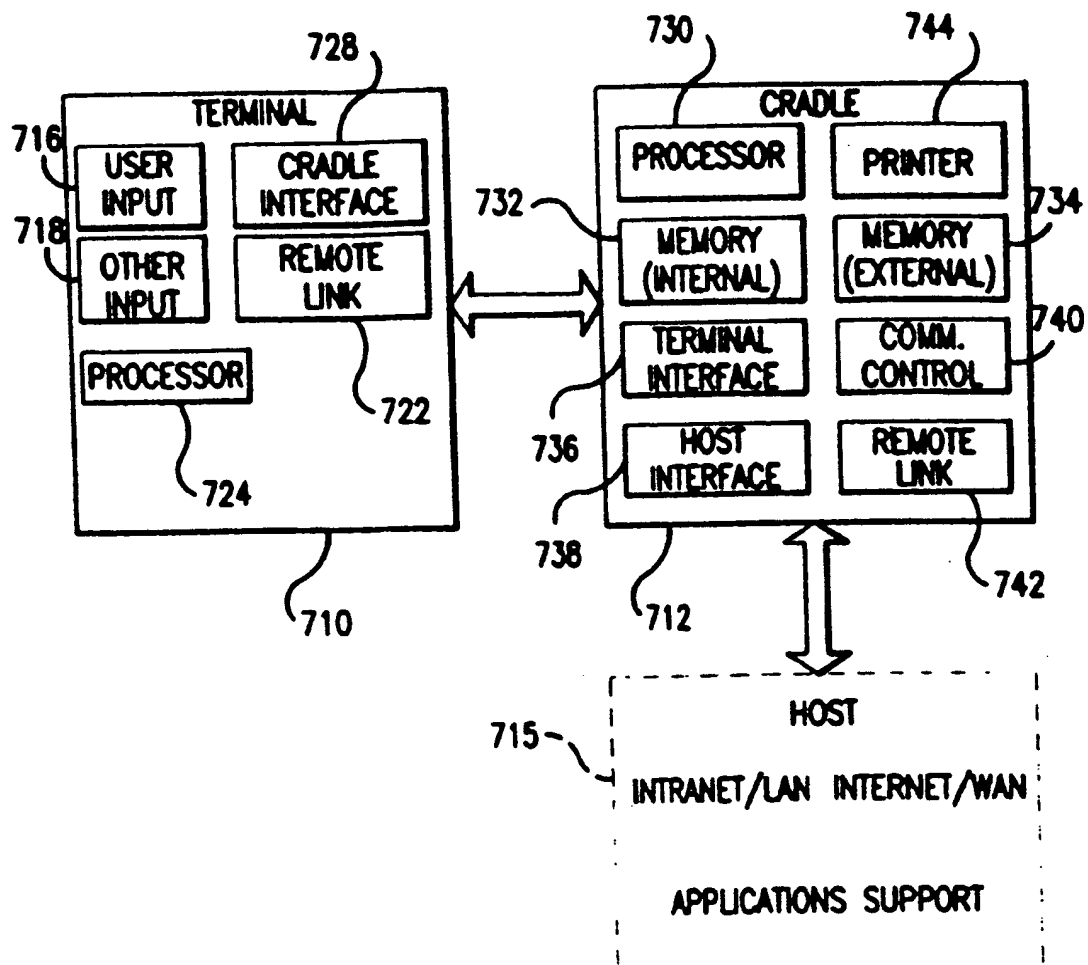 728
TERMINAL
716
USER
INPUT
CRADLE
INTERFACE
718
OTHER
INPUT
REMOTE
LINK
PROCESSOR
722
724
710
730
744
CRADLE
PROCESSOR
PRINTER
732
734
MEMORY
(INTERNAL)
MEMORY
(EXTERNAL)
740
TERMINAL
INTERFACE
COMM.
CONTROL
736
HOST
INTERFACE
REMOTE
LINK
738
742
712
715
HOST
INTRANET/LAN INTERNET/WAN
APPLICATIONS SUPPORT